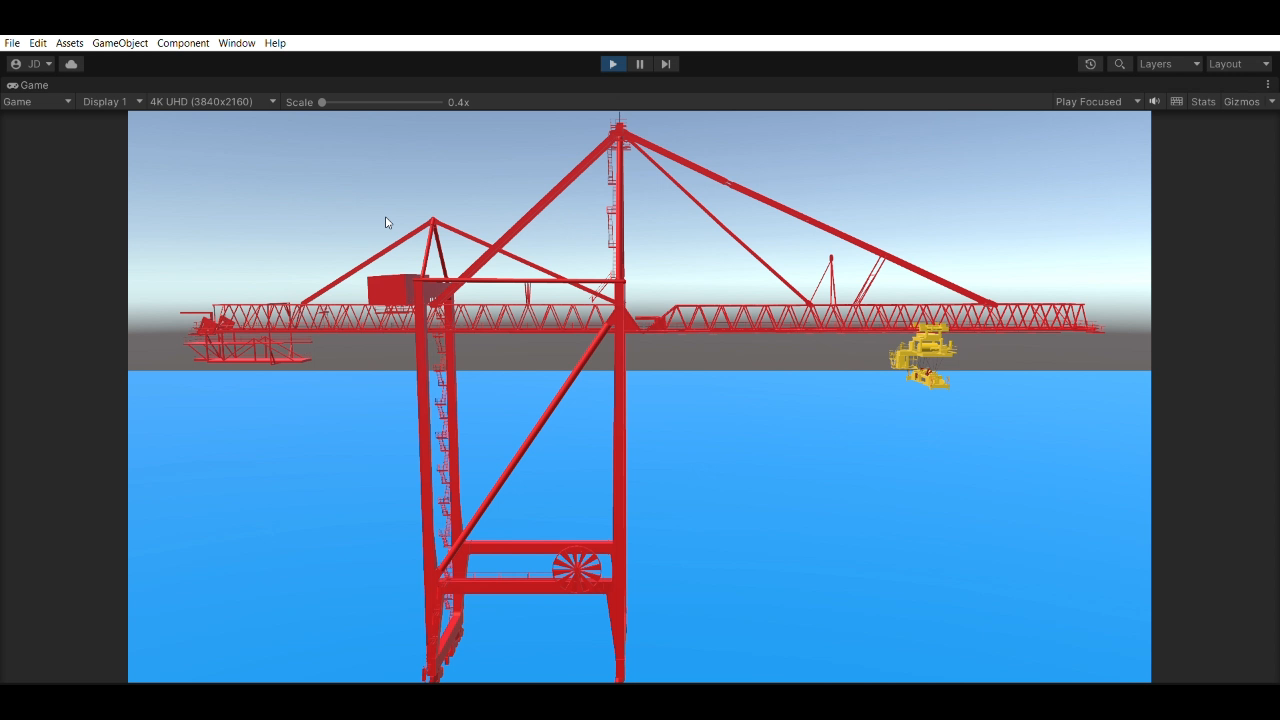 File Edit Assets GameObject Component Window Help
JD Layers Layout
Game
Game Display 1 4K UHD (3840x2160) Scale 0.4x Play Focused Stats Gizmos